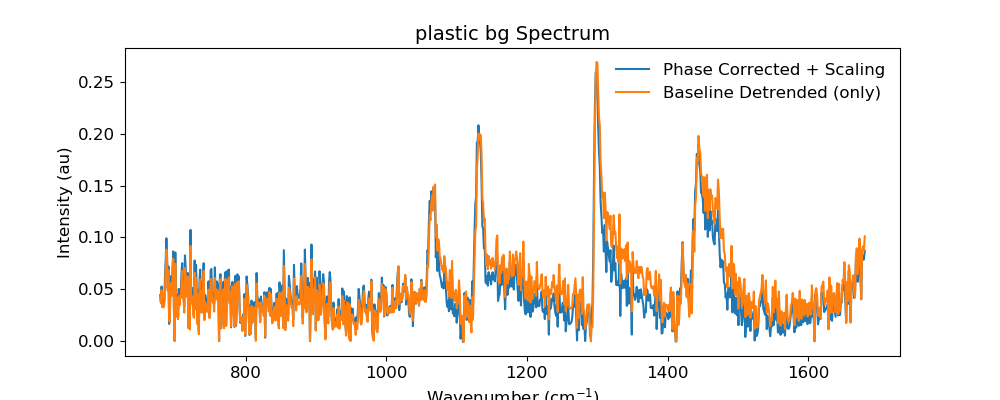 plastic bg Spectrum
Phase Corrected + Scaling
Baseline Detrended (only)
Intensity (au)
0.25
0.20
0.15
0.10
0.05
0.00
800 1000 1200 1400 1600
Wavenumber (cm⁻¹)